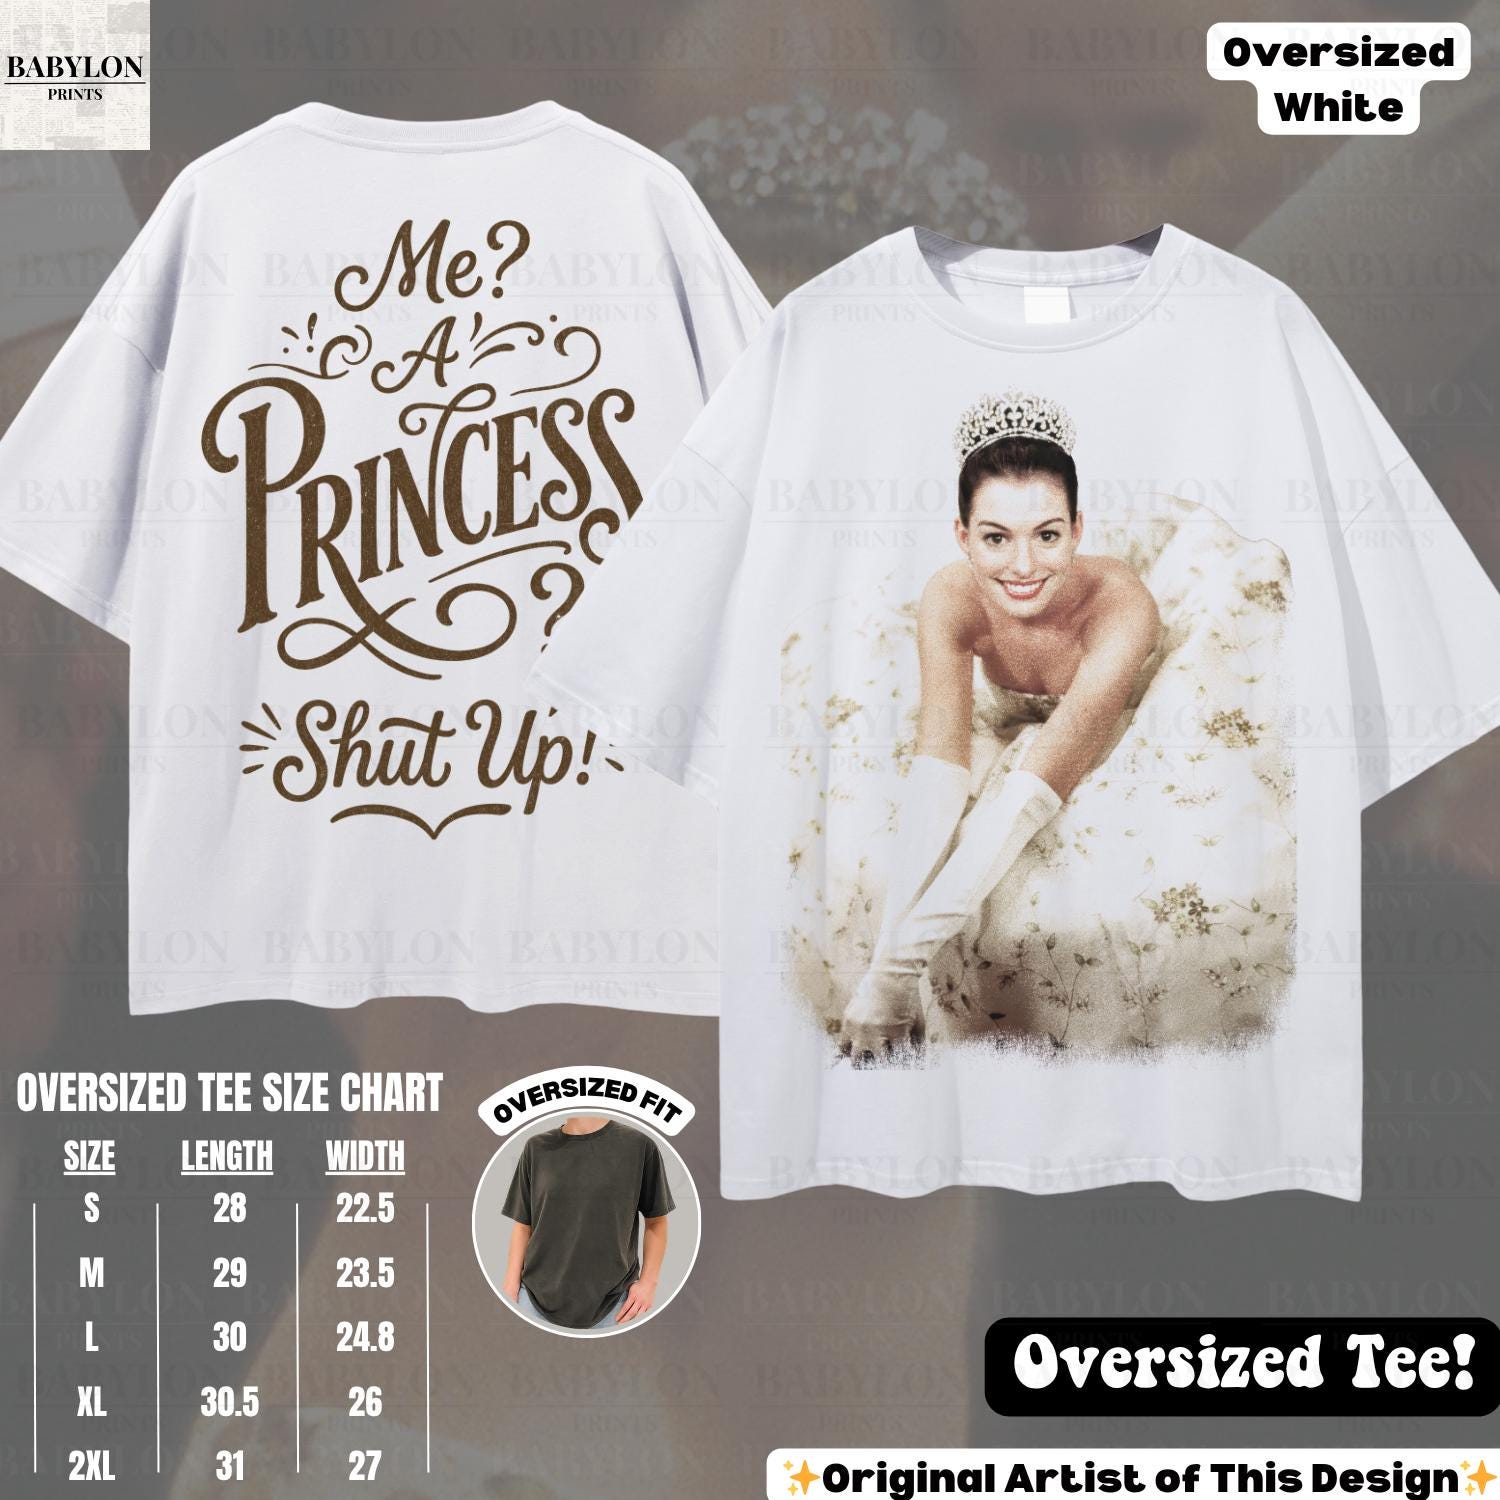 BABYLON
PRINTS
Oversized
White
Me?
A
PRINCESS
?
Shut Up!
OVERSIZED TEE SIZE CHART
SIZE LENGTH WIDTH
S 28 22.5
M 29 23.5
L 30 24.8
XL 30.5 26
2XL 31 27
OVERSIZED FIT
Oversized Tee!
✨Original Artist of This Design✨